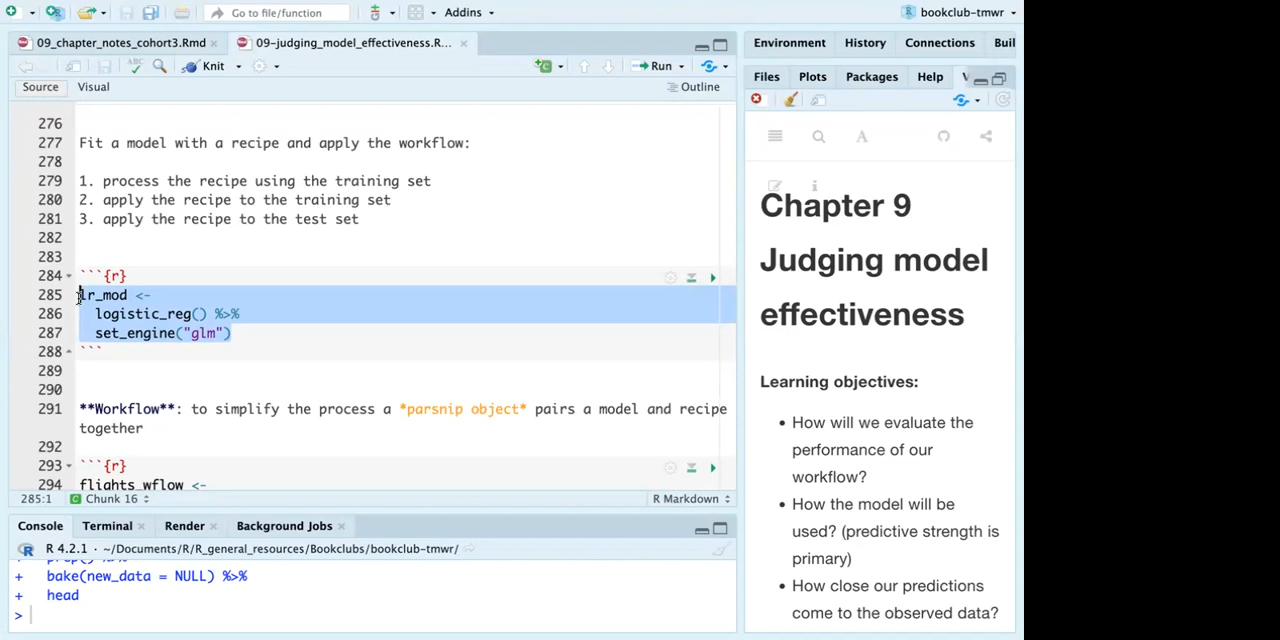 Go to file/function
Addins
bookclub-tmwr
09_chapter_notes_cohort3.Rmd
09-judging_model_effectiveness.R...
ABC
Knit
Run
Source
Visual
Outline
276
277 Fit a model with a recipe and apply the workflow:
278
279 1. process the recipe using the training set
280 2. apply the recipe to the training set
281 3. apply the recipe to the test set
282
283
284 ```{r}
285 lr_mod <-
286 logistic_reg() %>%
287 set_engine("glm")
288 ```
289
290
291 **Workflow**: to simplify the process a *parsnip object* pairs a model and recipe
together
292
293 ```{r}
294 flights_wflow <-
285:1
Chunk 16
R Markdown
Console
Terminal
Render
Background Jobs
R 4.2.1 · ~/Documents/R/R_general_resources/Bookclubs/bookclub-tmwr/
+ prep() %>%
+ bake(new_data = NULL) %>%
+ head
>
Environment
History
Connections
Buil
Files
Plots
Packages
Help
V
A
Chapter 9
Judging model
effectiveness
Learning objectives:
• How will we evaluate the
performance of our
workflow?
• How the model will be
used? (predictive strength is
primary)
• How close our predictions
come to the observed data?